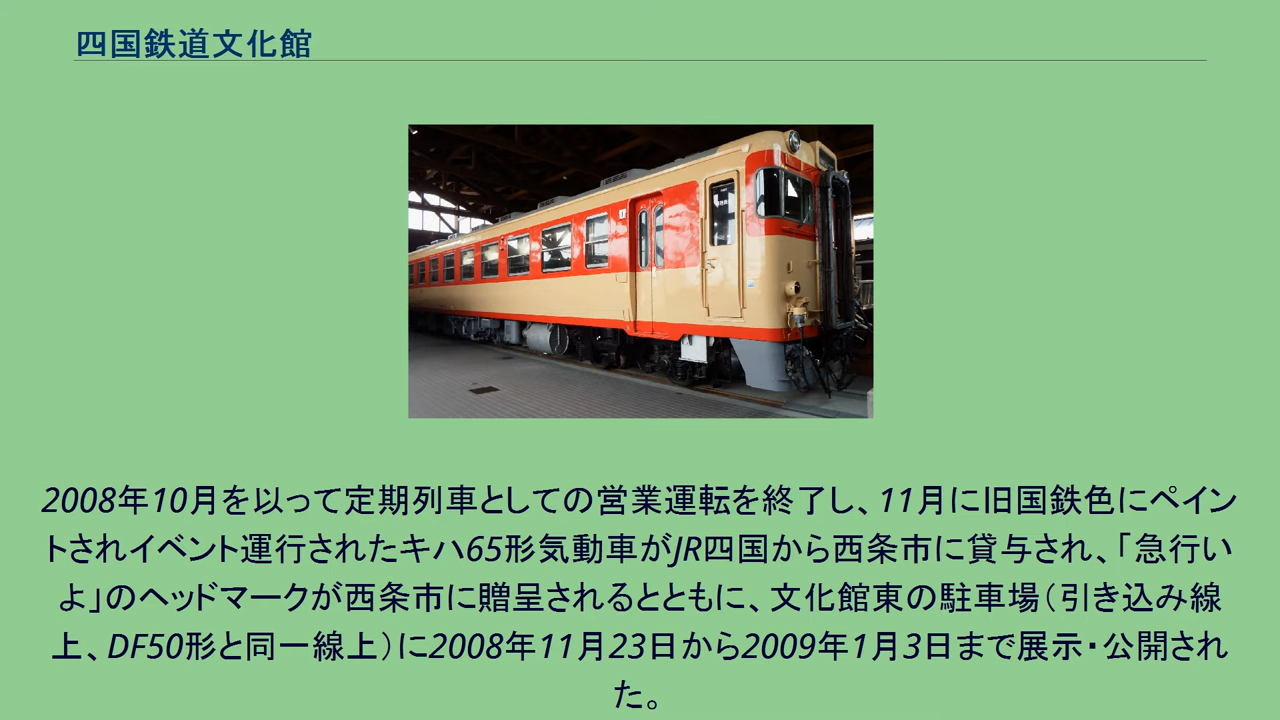 四国鉄道文化館
2008年10月を以って定期列車としての営業運転を終了し、11月に旧国鉄色にペイン
トされイベント運行されたキハ65形気動車がJR四国から西条市に貸与され、「急行い
よ」のヘッドマークが西条市に贈呈されるとともに、文化館東の駐車場（引き込み線
上、DF50形と同一線上）に2008年11月23日から2009年1月3日まで展示・公開され
た。